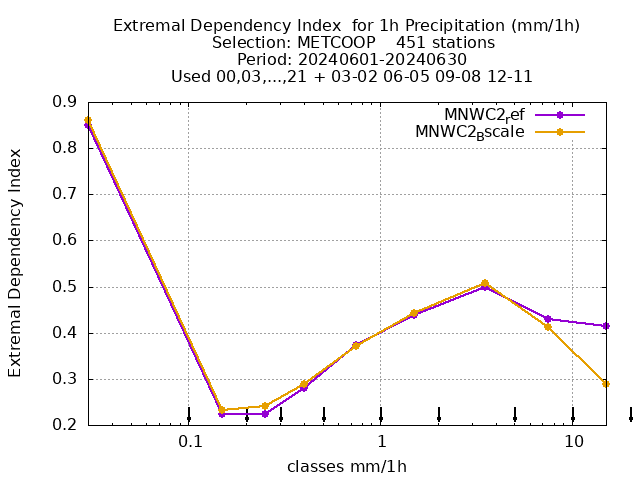 Extremal Dependency Index  for 1h Precipitation (mm/1h)
Selection: METCOOP    451 stations
Period: 20240601-20240630
Used 00,03,...,21 + 03-02 06-05 09-08 12-11
MNWC2ref
MNWC2Bscale
Extremal Dependency Index
0.9
0.8
0.7
0.6
0.5
0.4
0.3
0.2
0.1
1
10
classes mm/1h